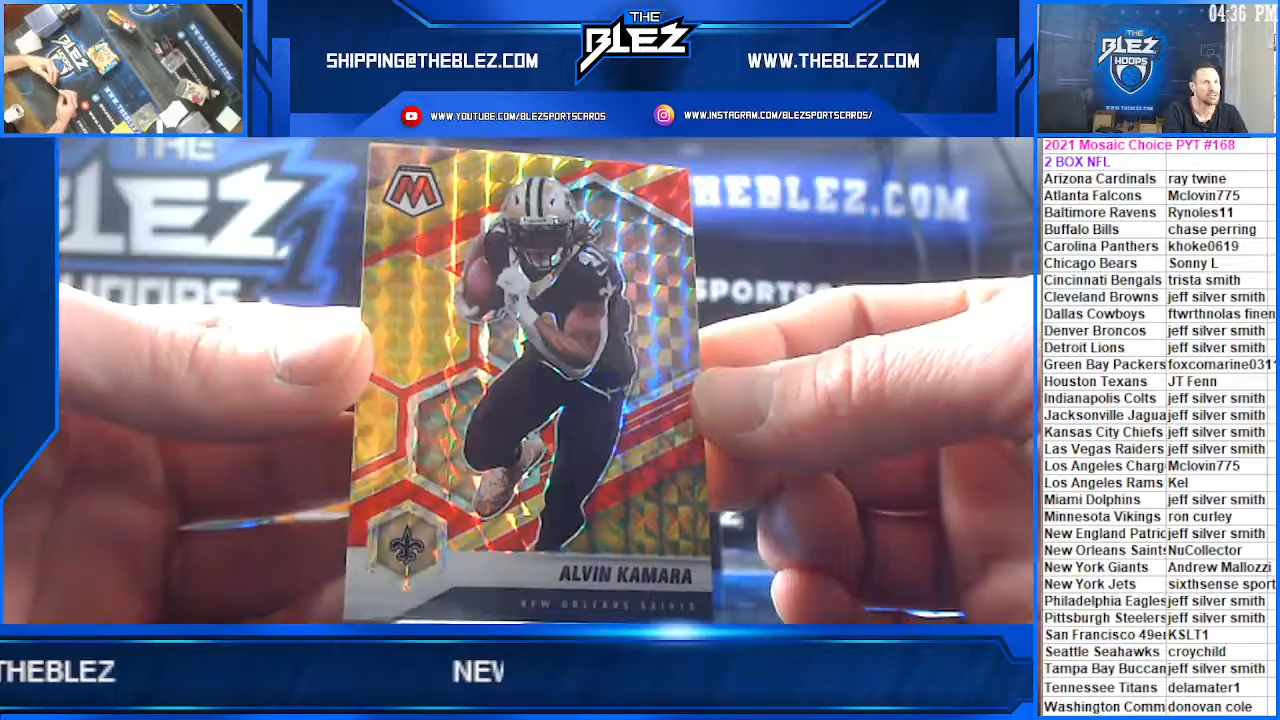 04:36 PM
THE
BLEZ
SHIPPING@THEBLEZ.COM
WWW.THEBLEZ.COM
WWW.YOUTUBE.COM/BLEZSPORTSCARDS
WWW.INSTAGRAM.COM/BLEZSPORTSCARDS/
THE
BLEZ
HOOPS
WWW.THEBLEZ.COM
THE
BLEZ
HOOPS
THEBLEZ.COM
M
ALVIN KAMARA
NEW ORLEANS SAINTS
THEBLEZ
NEW
2021 Mosaic Choice PYT #168
2 BOX NFL
Arizona Cardinals ray twine
Atlanta Falcons Mclovin775
Baltimore Ravens Rynoles11
Buffalo Bills chase perring
Carolina Panthers khoke0619
Chicago Bears Sonny L
Cincinnati Bengals trista smith
Cleveland Browns jeff silver smith
Dallas Cowboys ftwrthnolas finen
Denver Broncos jeff silver smith
Detroit Lions jeff silver smith
Green Bay Packers foxcomarine031
Houston Texans JT Fenn
Indianapolis Colts jeff silver smith
Jacksonville Jagua jeff silver smith
Kansas City Chiefs jeff silver smith
Las Vegas Raiders jeff silver smith
Los Angeles Charg Mclovin775
Los Angeles Rams Kel
Miami Dolphins jeff silver smith
Minnesota Vikings ron curley
New England Patric jeff silver smith
New Orleans Saints NuCollector
New York Giants Andrew Mallozzi
New York Jets sixthsense sport
Philadelphia Eagles jeff silver smith
Pittsburgh Steelers jeff silver smith
San Francisco 49er KSLT1
Seattle Seahawks croychild
Tampa Bay Buccan jeff silver smith
Tennessee Titans delamater1
Washington Comm donovan cole